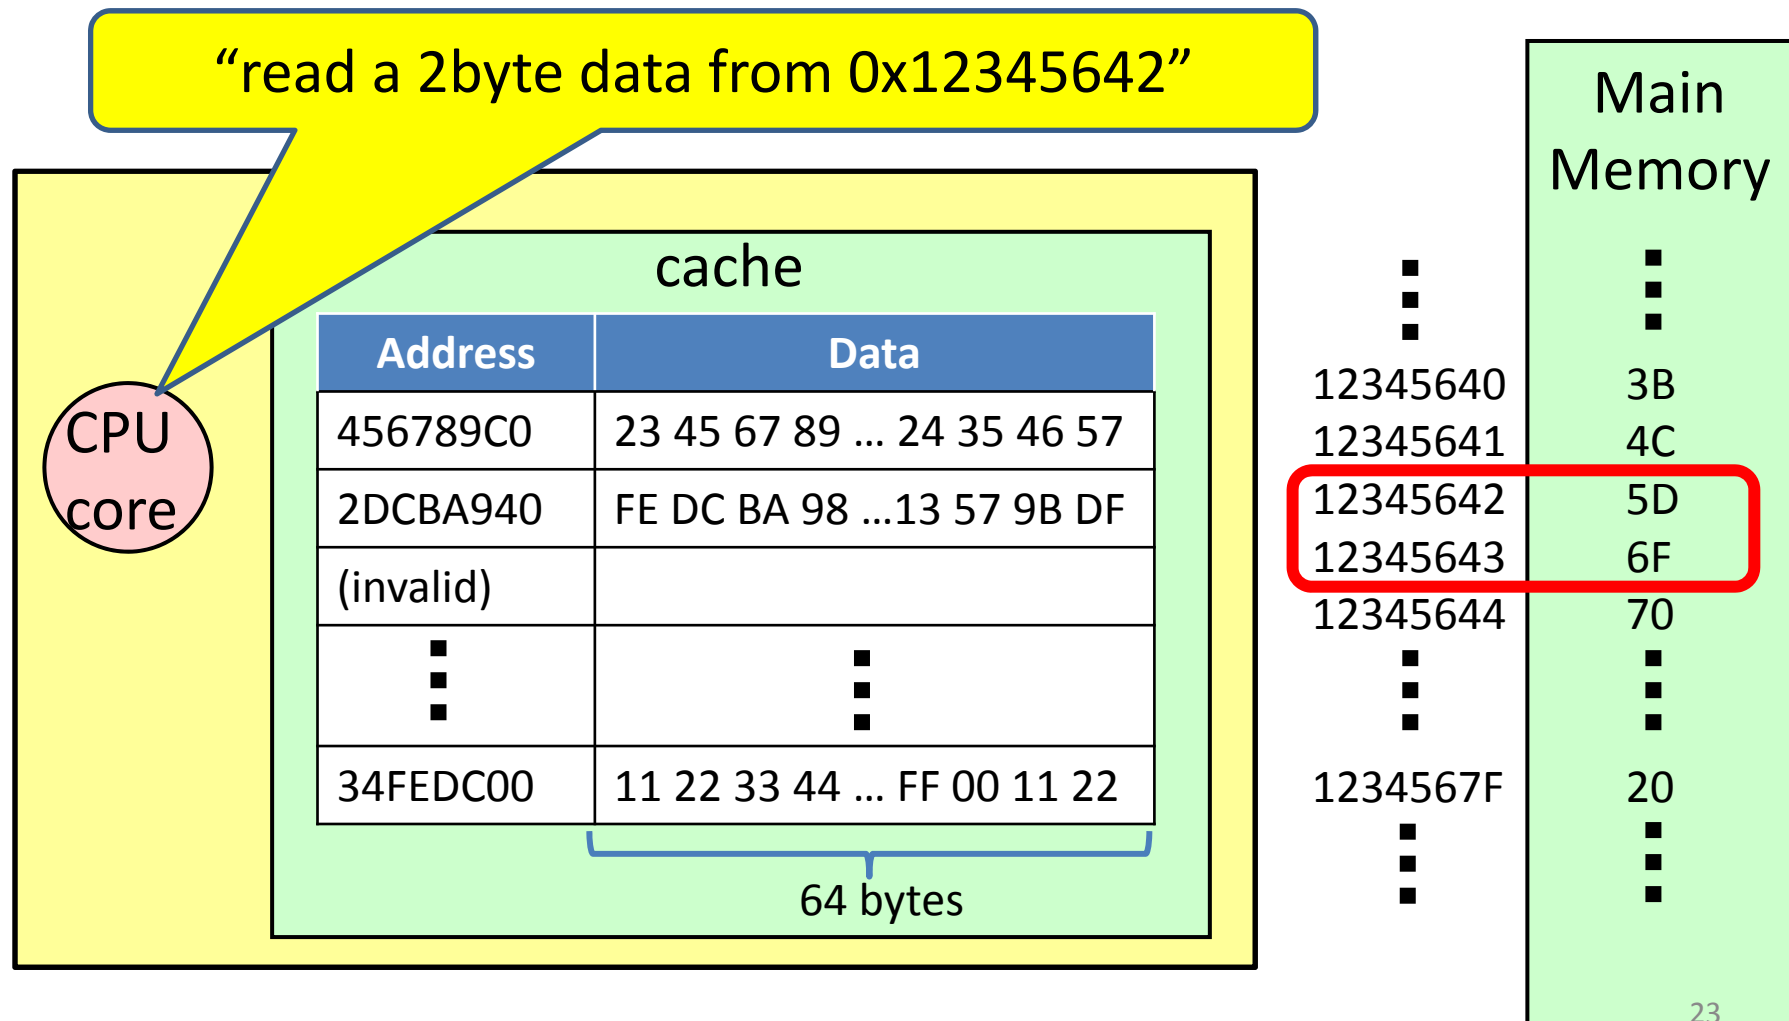 “read a 2byte data from 0x12345642”
Main
Memory
cache
Address Data
CPU
core
456789C0 23 45 67 89 ... 24 35 46 57
2DCBA940 FE DC BA 98 ...13 57 9B DF
(invalid)
34FEDC00 11 22 33 44 ... FF 00 11 22
64 bytes
12345640 3B
12345641 4C
12345642 5D
12345643 6F
12345644 70
1234567F 20
23